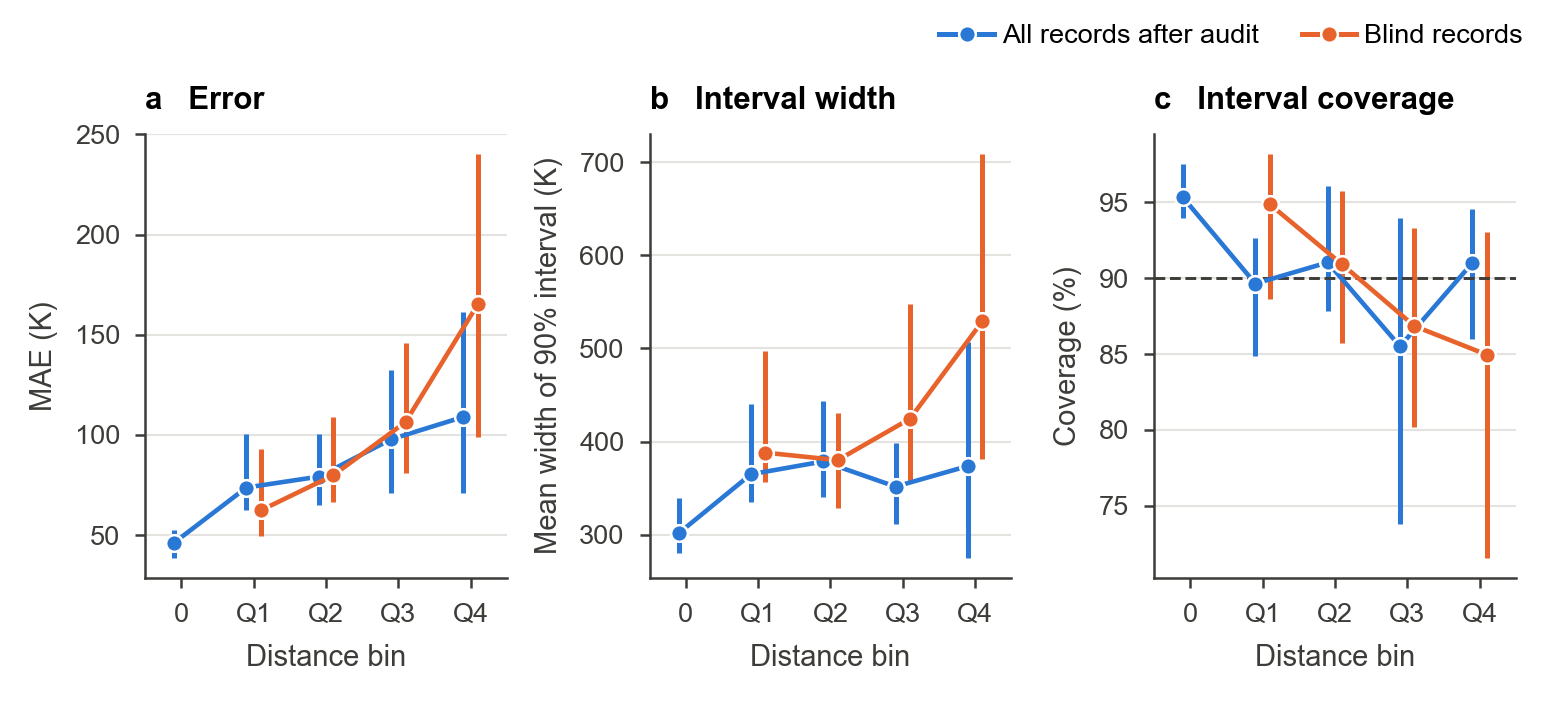 All records after audit Blind records
a Error
b Interval width
c Interval coverage
MAE (K)
250
200
150
100
50
0 Q1 Q2 Q3 Q4
Distance bin
Mean width of 90% interval (K)
700
600
500
400
300
0 Q1 Q2 Q3 Q4
Distance bin
Coverage (%)
95
90
85
80
75
0 Q1 Q2 Q3 Q4
Distance bin